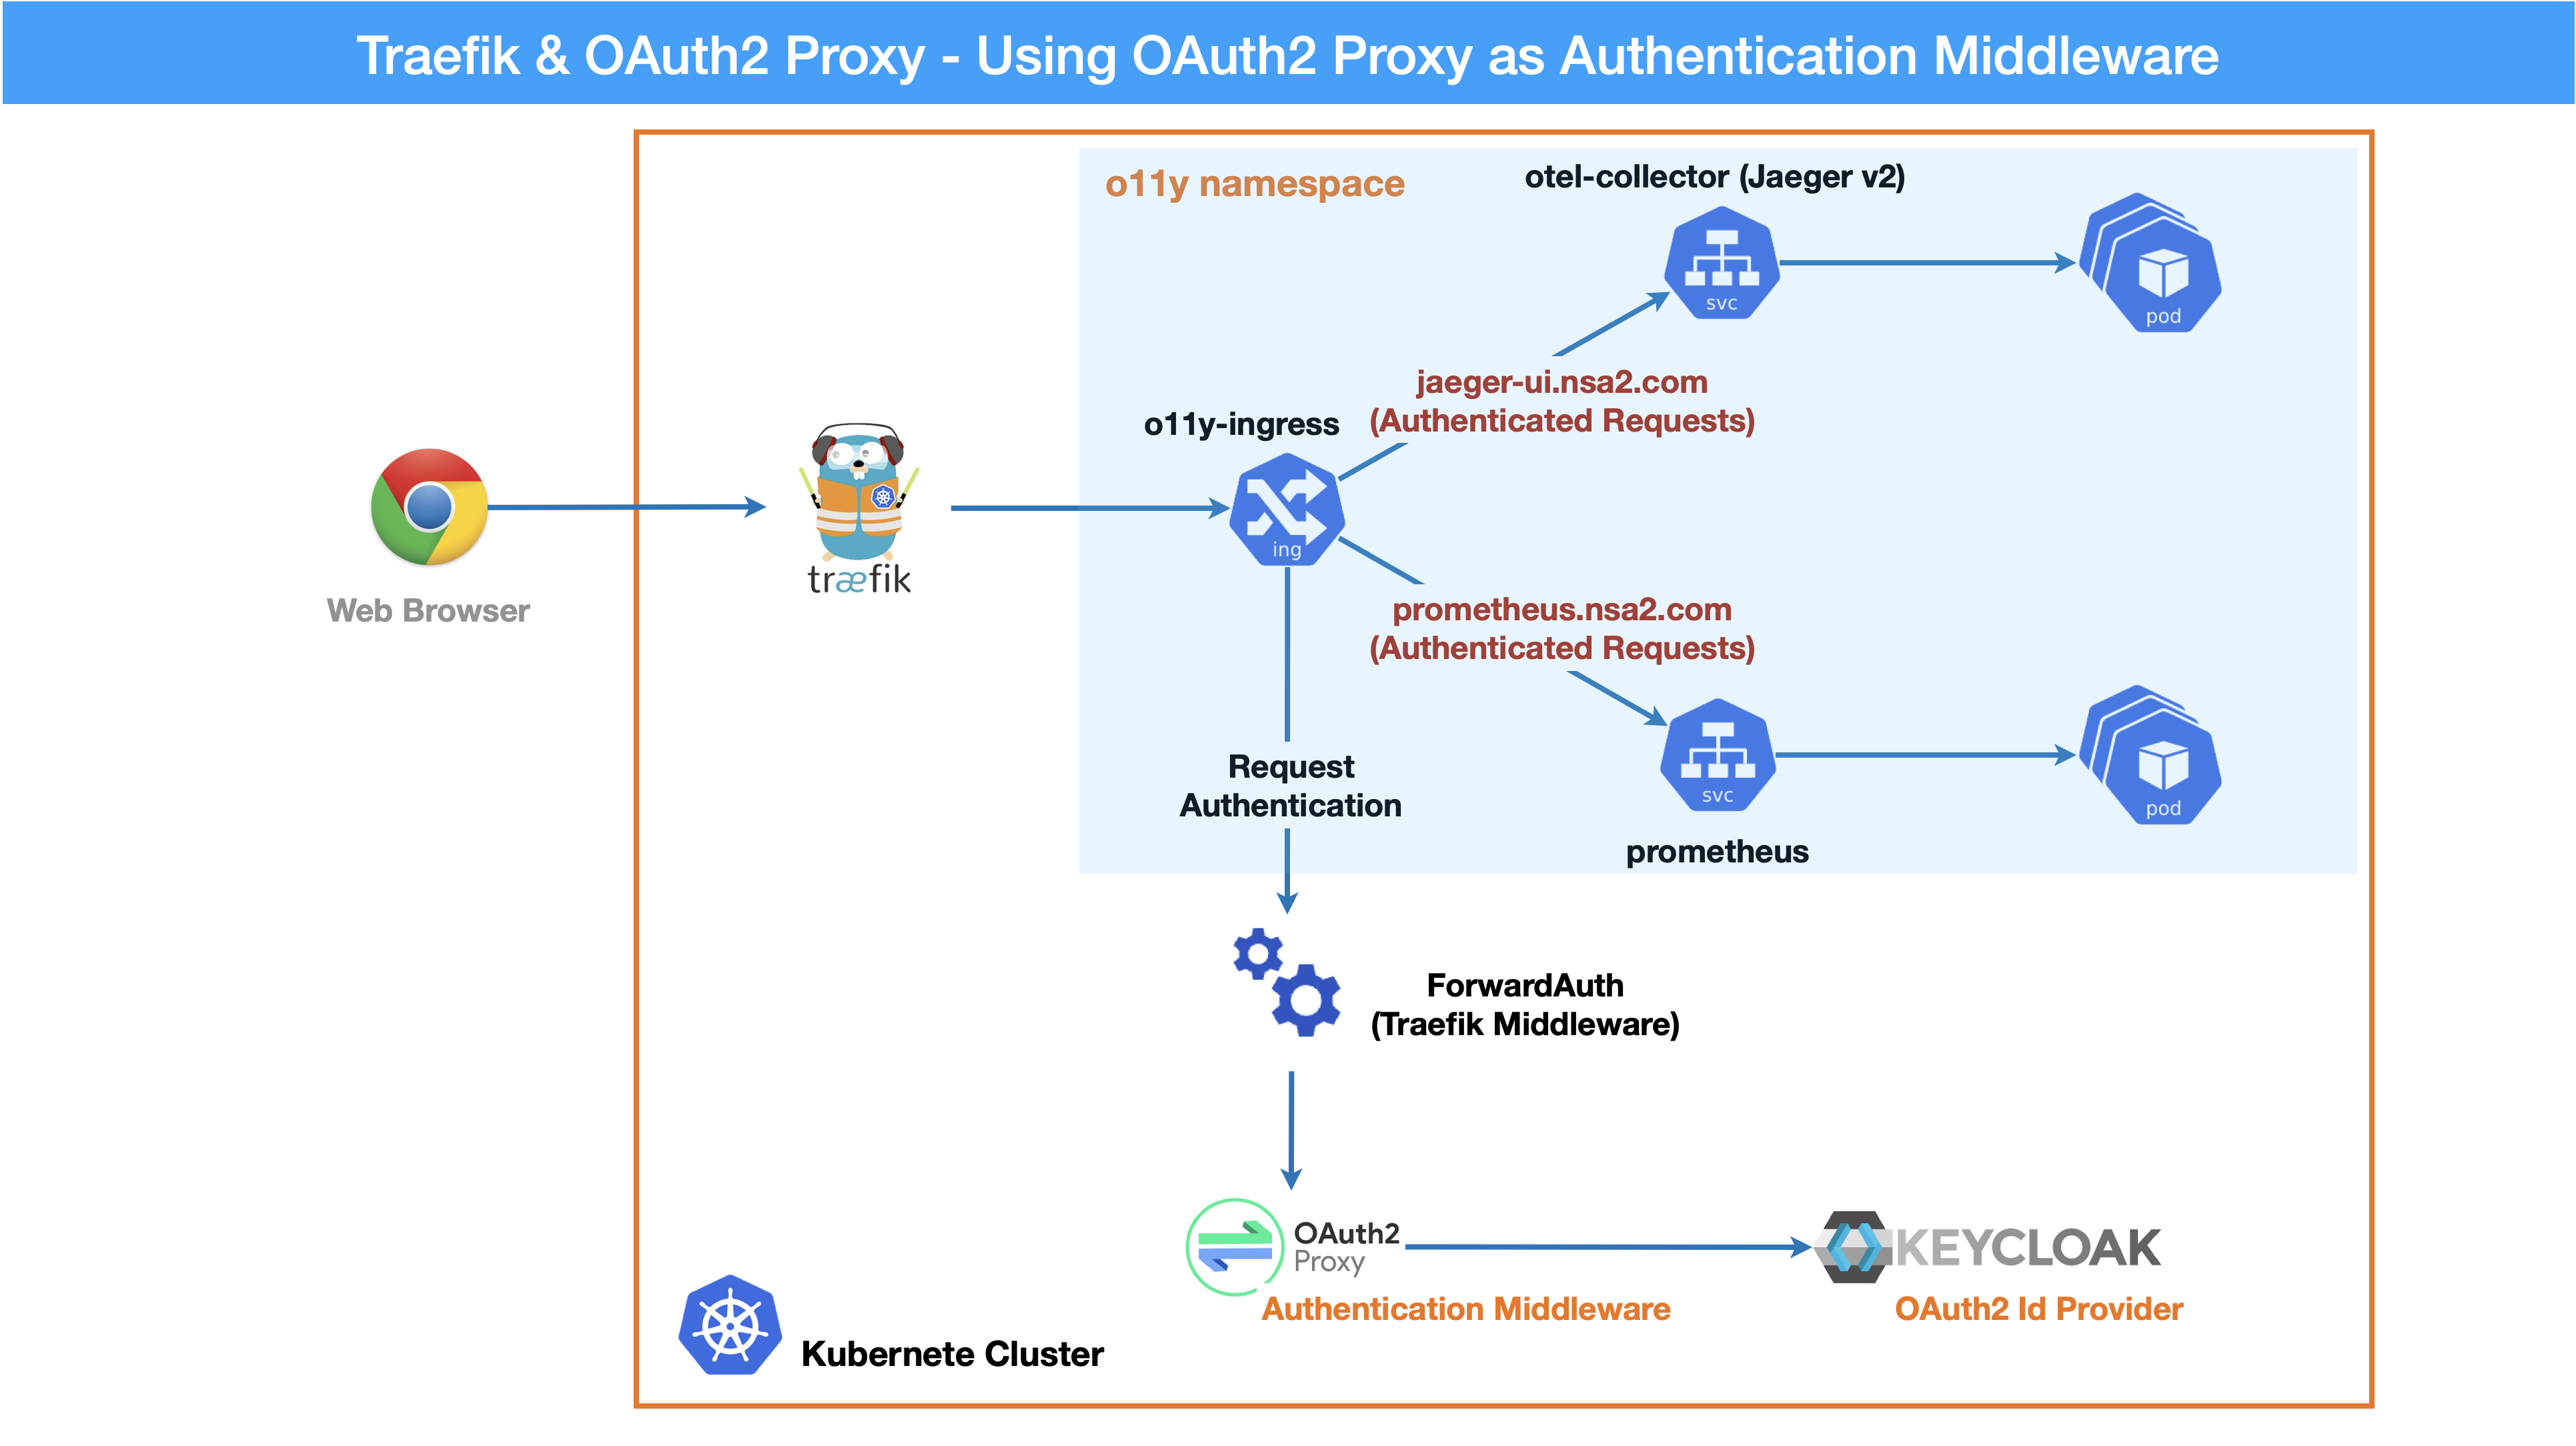 Traefik & OAuth2 Proxy - Using OAuth2 Proxy as Authentication Middleware
o11y namespace
otel-collector (Jaeger v2)
svc
pod
jaeger-ui.nsa2.com
(Authenticated Requests)
o11y-ingress
ing
træfik
Web Browser
prometheus.nsa2.com
(Authenticated Requests)
Request
Authentication
svc
pod
prometheus
ForwardAuth
(Traefik Middleware)
OAuth2
Proxy
KEYCLOAK
Authentication Middleware
OAuth2 Id Provider
Kubernete Cluster